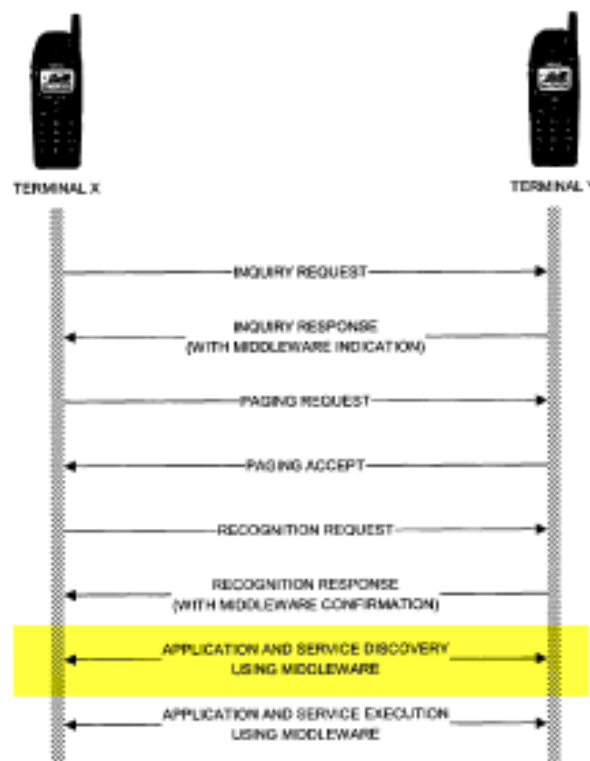 TERMINAL X
TERMINAL Y
INQUIRY REQUEST
INQUIRY RESPONSE
(WITH MIDDLEWARE INDICATION)
PAGING REQUEST
PAGING ACCEPT
RECOGNITION REQUEST
RECOGNITION RESPONSE
(WITH MIDDLEWARE CONFIRMATION)
APPLICATION AND SERVICE DISCOVERY
USING MIDDLEWARE
APPLICATION AND SERVICE EXECUTION
USING MIDDLEWARE